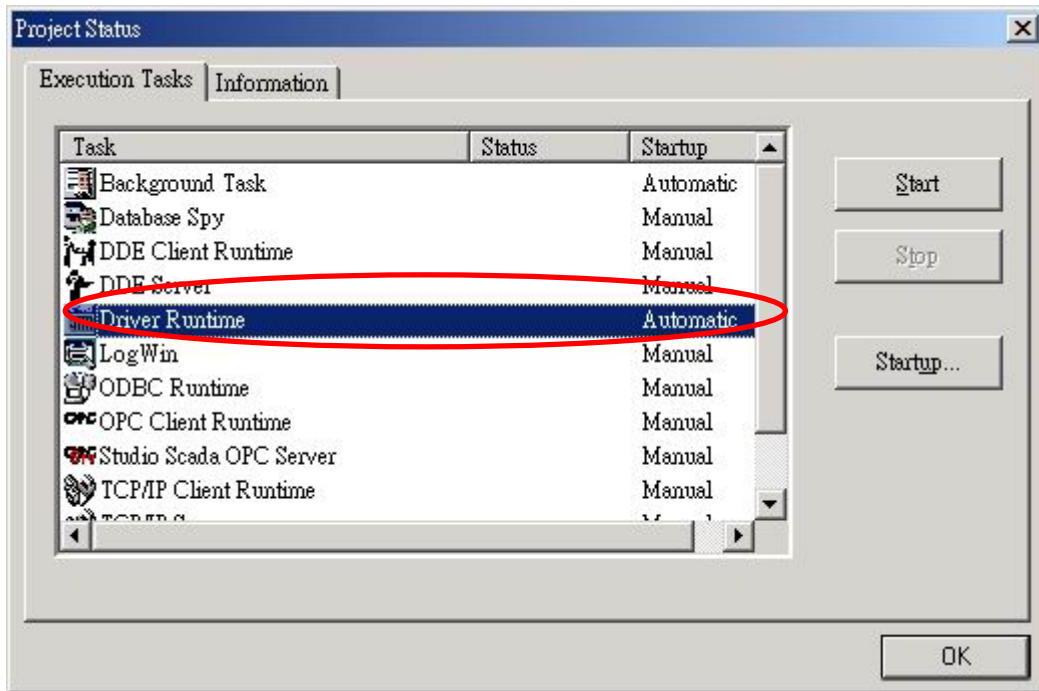 Project Status
Execution Tasks Information
Task Status Startup
Background Task Automatic
Database Spy Manual
DDE Client Runtime Manual
DDE Server Manual
Driver Runtime Automatic
LogWin Manual
ODBC Runtime Manual
OPC Client Runtime Manual
Studio Scada OPC Server Manual
TCP/IP Client Runtime Manual
Start
Stop
Startup...
OK